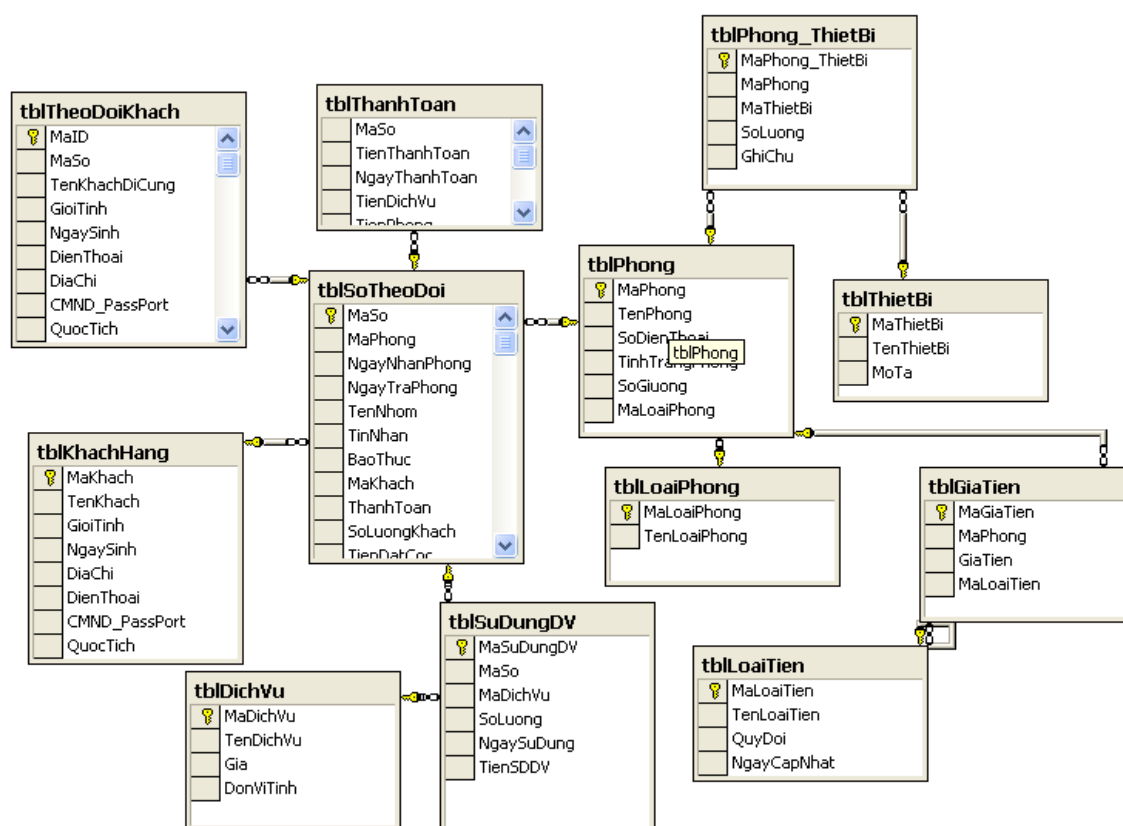 tblPhong_ThietBi
MaPhong_ThietBi
MaPhong
MaThietBi
SoLuong
GhiChu
tblTheoDoiKhach
MaID
MaSo
TenKhachDiCung
GioiTinh
NgaySinh
DienThoai
DiaChi
CMND_PassPort
QuocTich
tblThanhToan
MaSo
TienThanhToan
NgayThanhToan
TienDichVu
TienPhong
tblSoTheoDoi
MaSo
MaPhong
NgayNhanPhong
NgayTraPhong
TenNhom
TinNhan
BaoThuc
MaKhach
ThanhToan
SoLuongKhach
TienDatCoc
tblPhong
MaPhong
TenPhong
SoDienThoai
tblPhong
TinhTrangPhong
SoGiuong
MaLoaiPhong
tblThietBi
MaThietBi
TenThietBi
MoTa
tblKhachHang
MaKhach
TenKhach
GioiTinh
NgaySinh
DiaChi
DienThoai
CMND_PassPort
QuocTich
tblLoaiPhong
MaLoaiPhong
TenLoaiPhong
tblGiaTien
MaGiaTien
MaPhong
GiaTien
MaLoaiTien
tblSuDungDV
MaSuDungDV
MaSo
MaDichVu
SoLuong
NgaySuDung
TienSDDV
tblDichVu
MaDichVu
TenDichVu
Gia
DonViTinh
tblLoaiTien
MaLoaiTien
TenLoaiTien
QuyDoi
NgayCapNhat